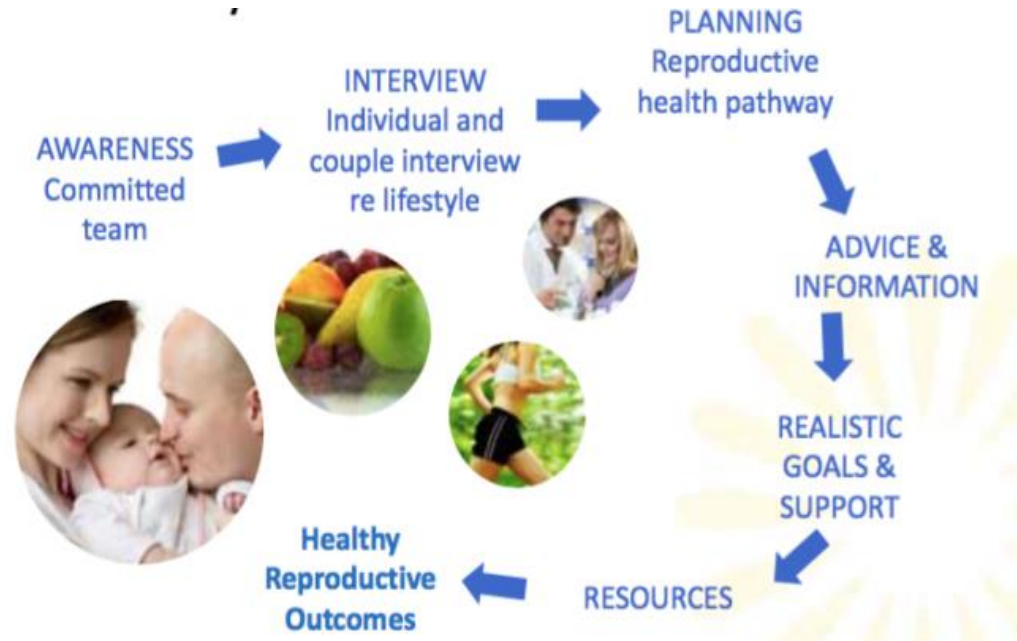 AWARENESS
Committed
team
INTERVIEW
Individual and
couple interview
re lifestyle
PLANNING
Reproductive
health pathway
ADVICE &
INFORMATION
REALISTIC
GOALS &
SUPPORT
RESOURCES
Healthy
Reproductive
Outcomes